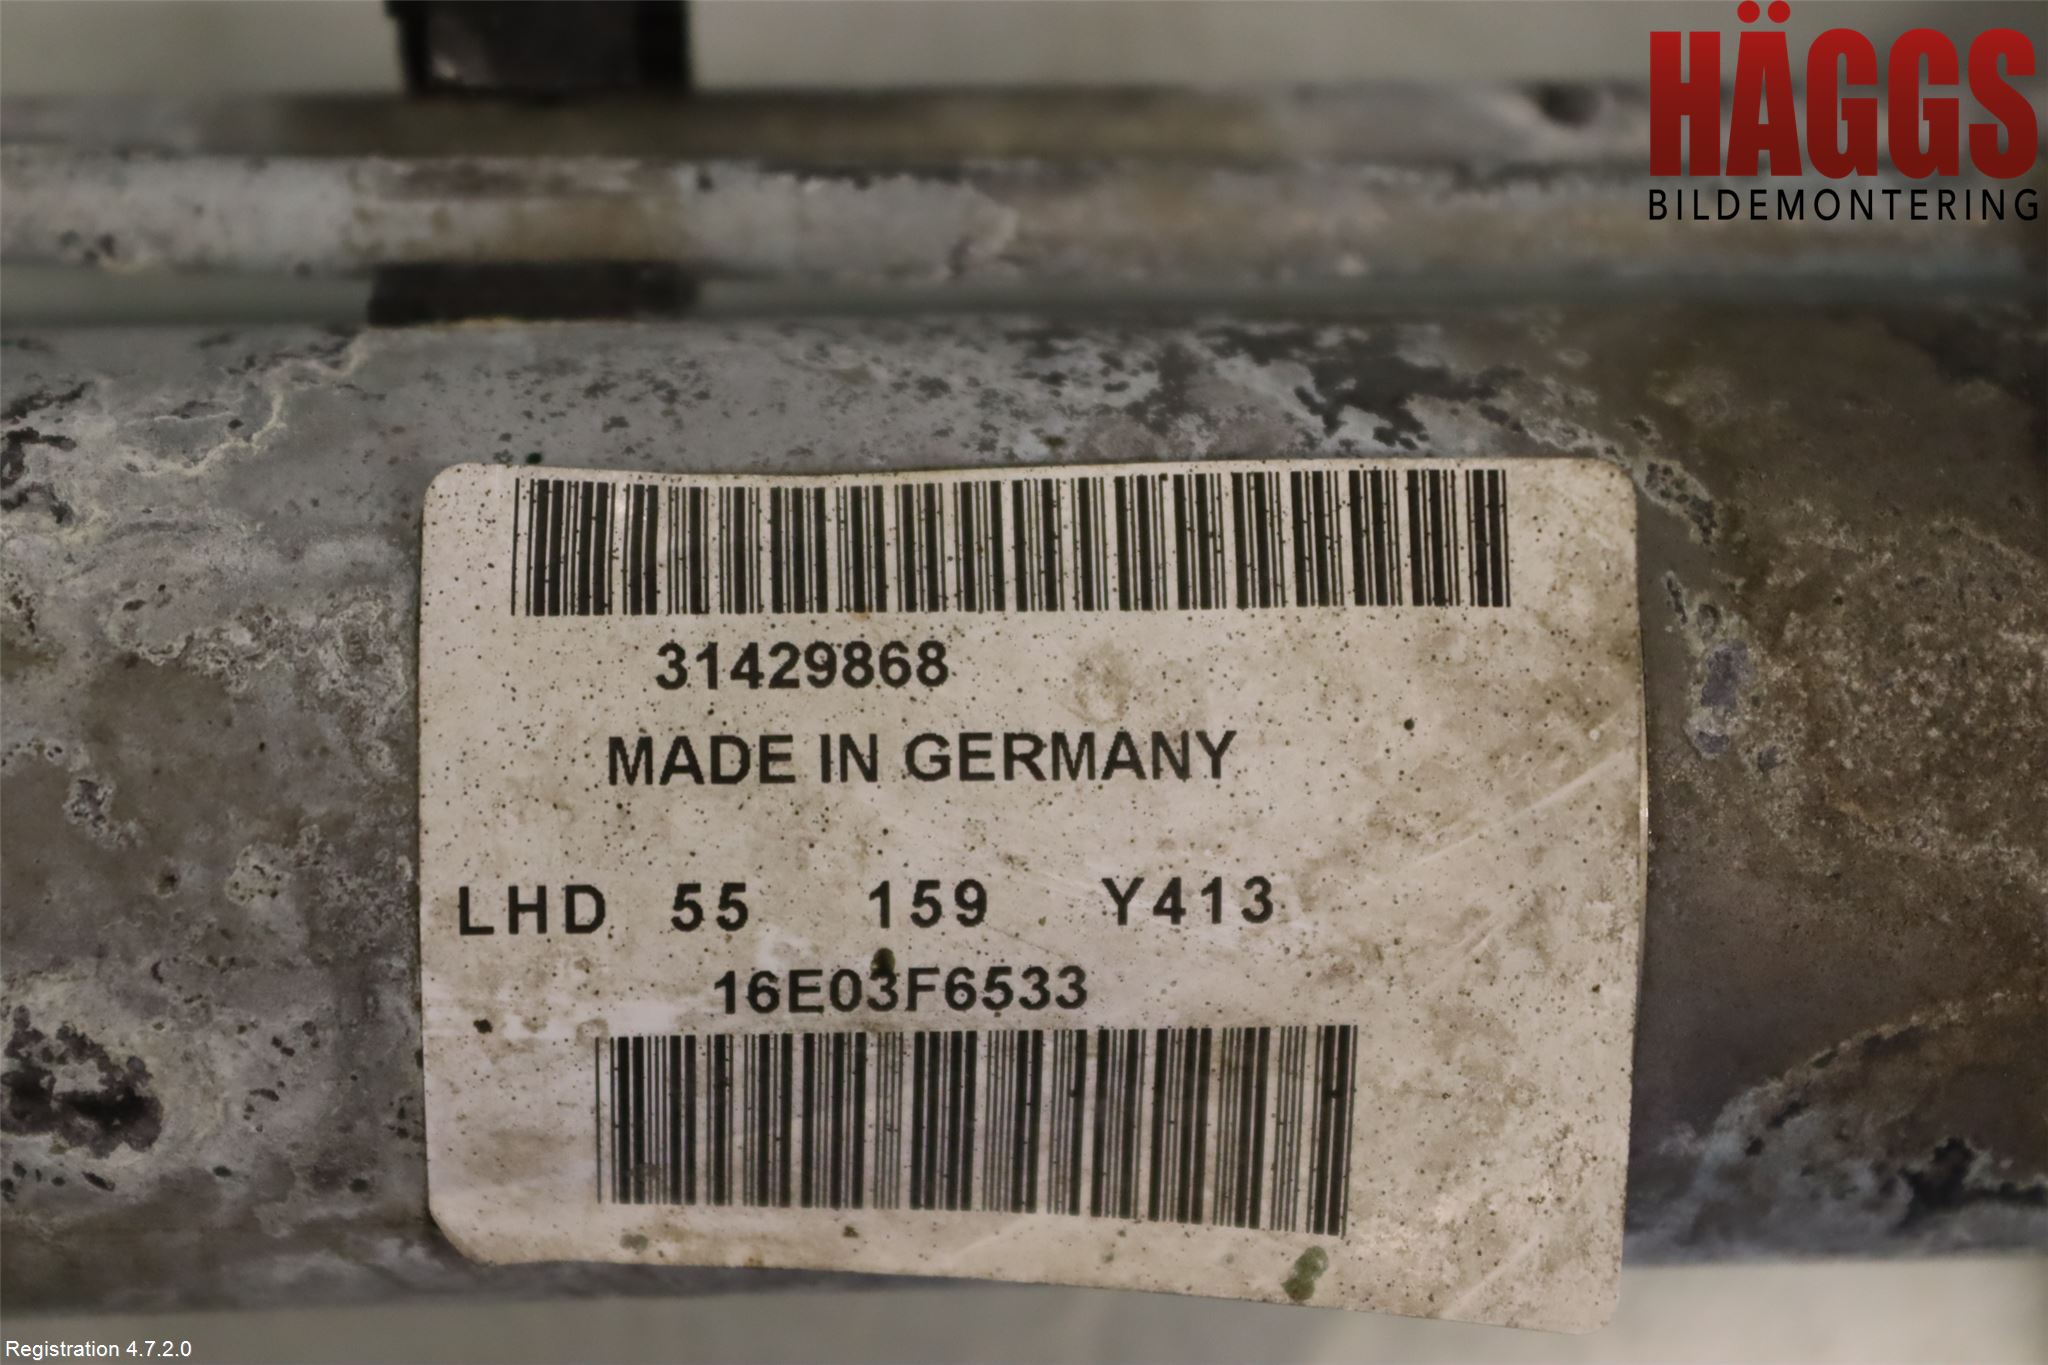 HÄGGS
BILDEMONTERING
31429868
MADE IN GERMANY
LHD 55 159 Y413
16E03F6533
Registration 4.7.2.0